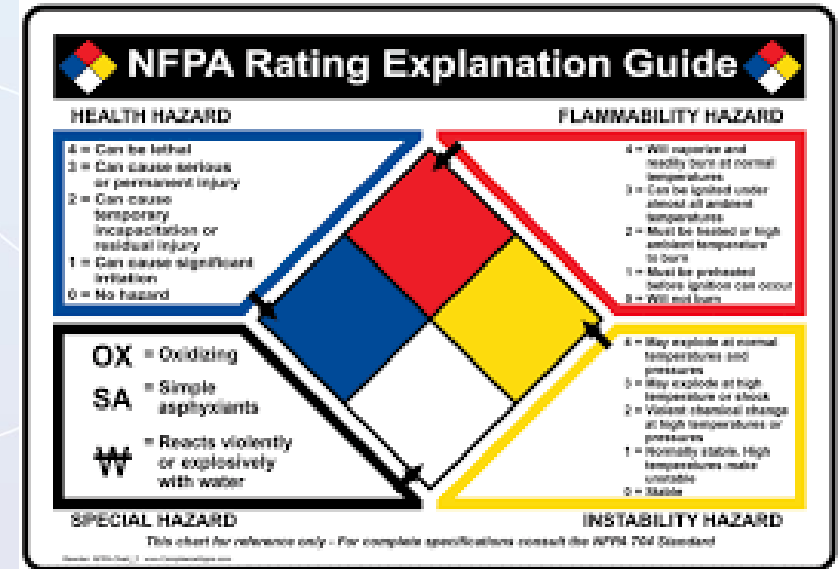 NFPA Rating Explanation Guide
HEALTH HAZARD
4 = Can be lethal
3 = Can cause serious
or permanent injury
2 = Can cause
temporary
incapacitation or
residual injury
1 = Can cause significant
irritation
0 = No hazard
FLAMMABILITY HAZARD
4 = Will vaporize and
readily burn at normal
temperatures
3 = Can be ignited under
almost all ambient
temperatures
2 = Must be heated or high
ambient temperature
to burn
1 = Must be preheated
before ignition can occur
0 = Will not burn
OX = Oxidizing
SA = Simple
asphyxiants
W = Reacts violently
or explosively
with water
SPECIAL HAZARD
4 = May explode at normal
temperatures and
pressures
3 = May explode at high
temperature or shock
2 = Violent chemical change
at high temperatures or
pressures
1 = Normally stable. High
temperatures make
unstable
0 = Stable
INSTABILITY HAZARD
This chart for reference only - For complete specifications consult the NFPA 704 Standard